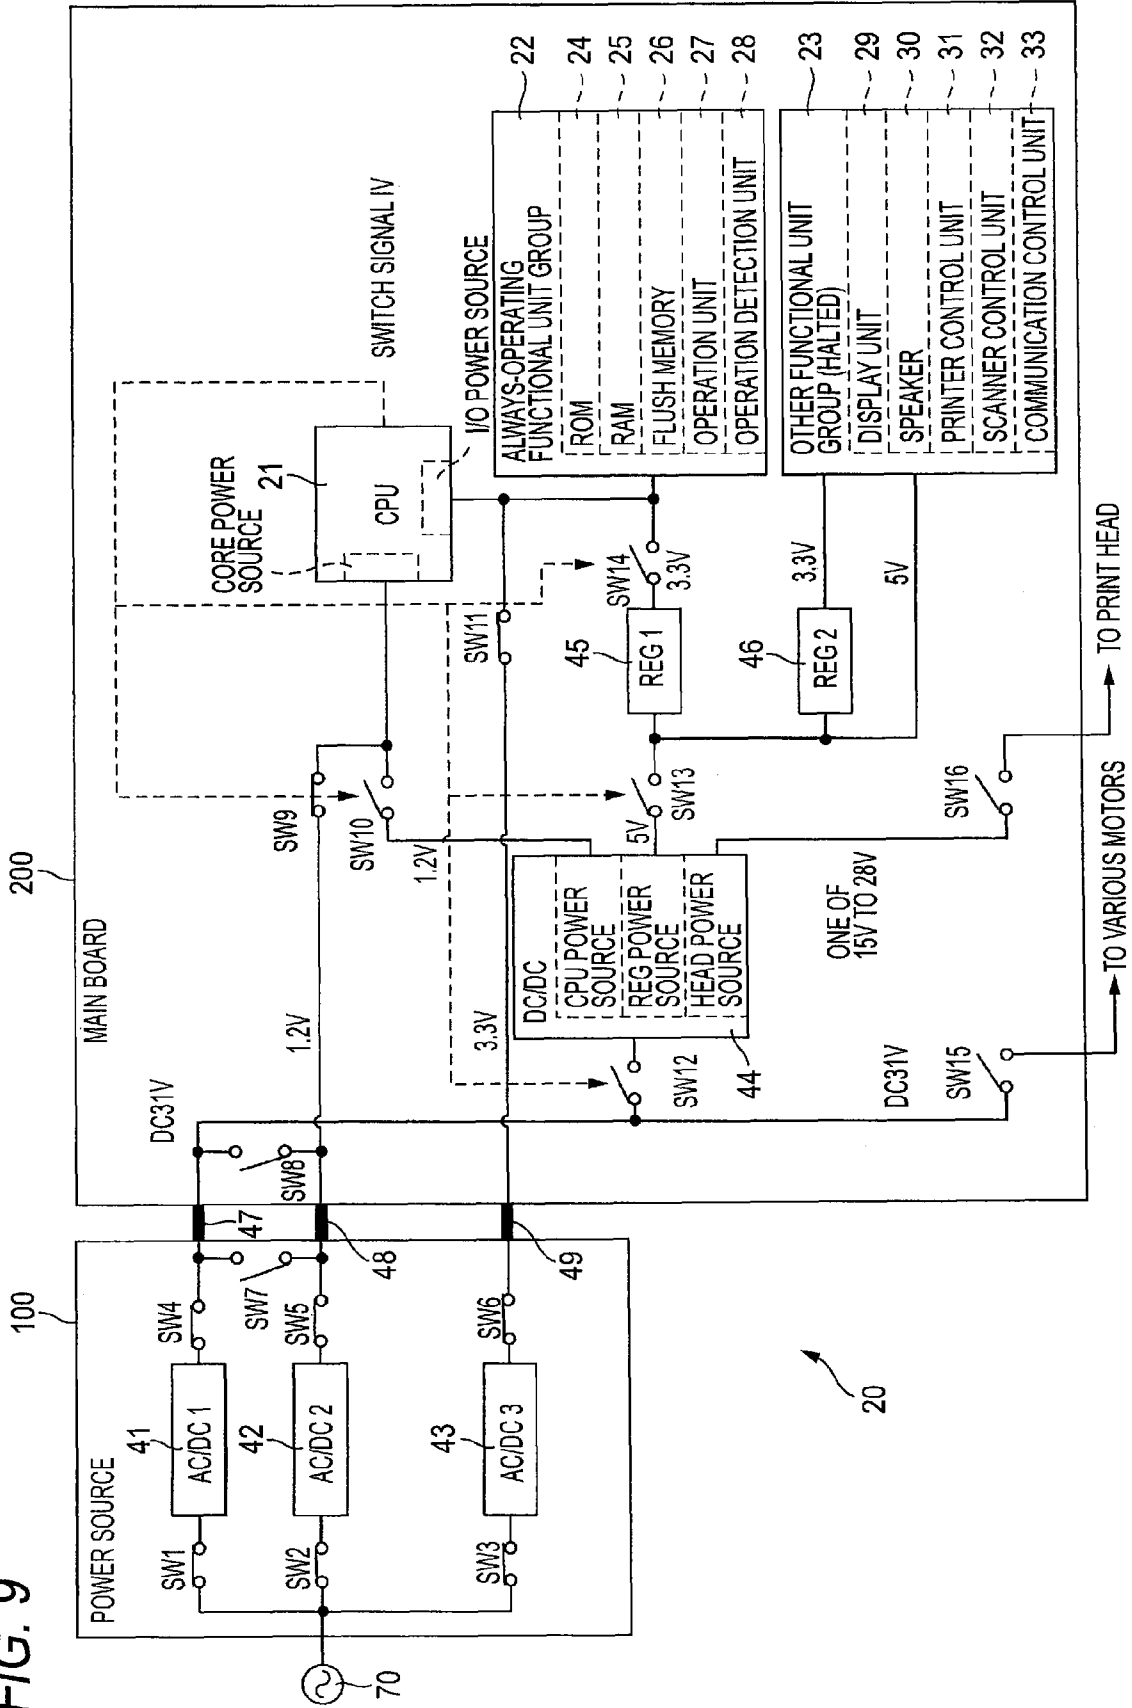 FIG. 9
POWER SOURCE
100
70
SW1
SW2
SW3
41
AC/DC 1
42
AC/DC 2
43
AC/DC 3
SW4
SW7
SW5
SW6
47
48
49
20
200
MAIN BOARD
DC31V
SW8
1.2V
3.3V
SW9
SW10
1.2V
SW11
SW12
44
DC/DC
CPU POWER
SOURCE
REG POWER
SOURCE
HEAD POWER
SOURCE
5V
SW13
ONE OF
15V TO 28V
DC31V
SW15
SW16
TO VARIOUS MOTORS
TO PRINT HEAD
CORE POWER
SOURCE
21
CPU
SWITCH SIGNAL IV
I/O POWER SOURCE
45
REG 1
SW14
3.3V
46
REG 2
3.3V
5V
ALWAYS-OPERATING
FUNCTIONAL UNIT GROUP
22
ROM
24
RAM
25
FLUSH MEMORY
26
OPERATION UNIT
27
OPERATION DETECTION UNIT
28
OTHER FUNCTIONAL UNIT
GROUP (HALTED)
23
DISPLAY UNIT
29
SPEAKER
30
PRINTER CONTROL UNIT
31
SCANNER CONTROL UNIT
32
COMMUNICATION CONTROL UNIT
33